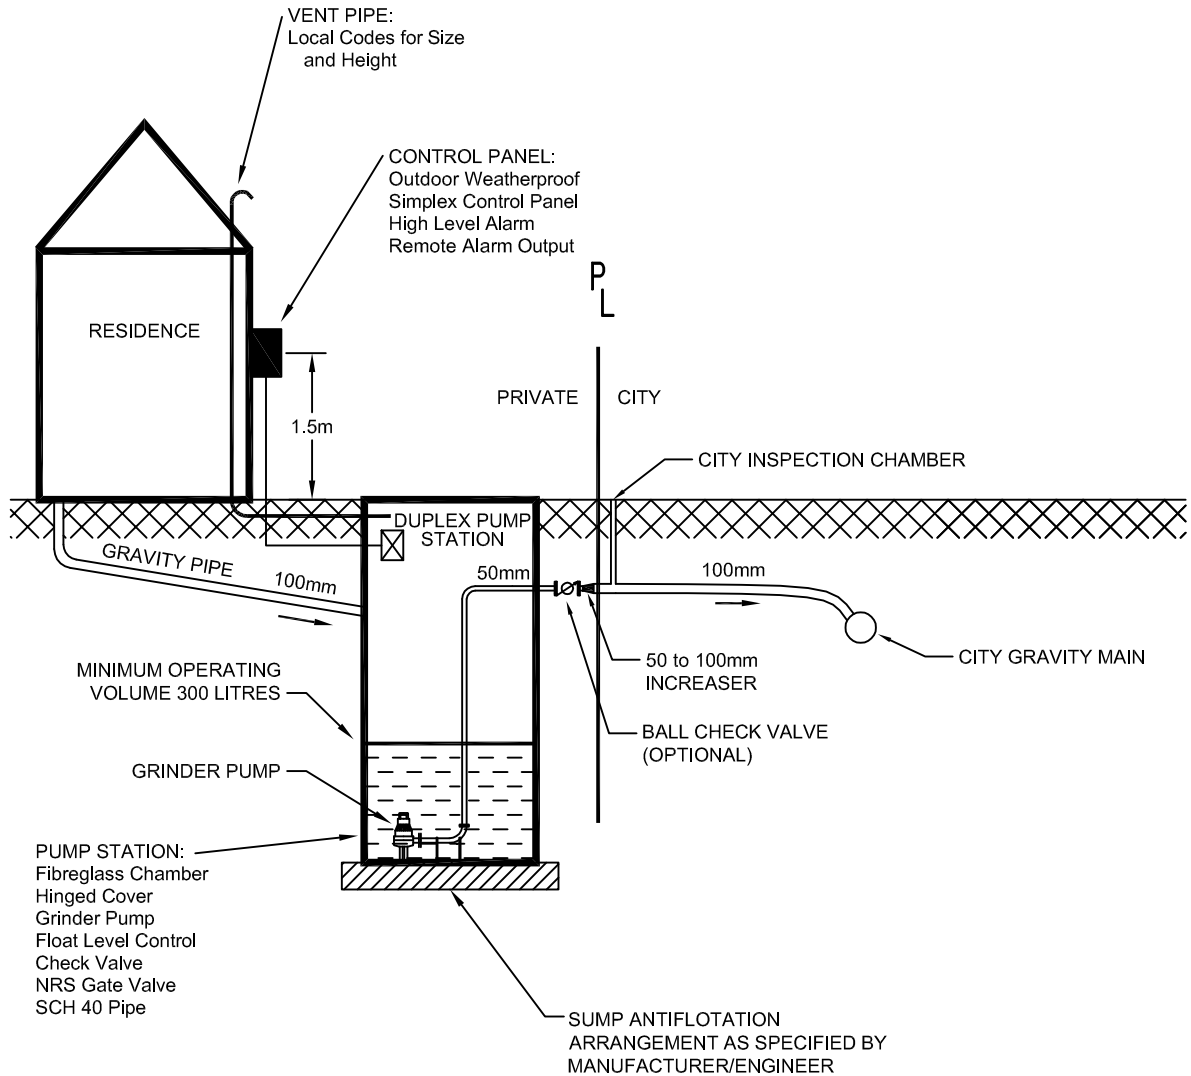 VENT PIPE:
Local Codes for Size
and Height
CONTROL PANEL:
Outdoor Weatherproof
Simplex Control Panel
High Level Alarm
Remote Alarm Output
P
L
RESIDENCE
1.5m
PRIVATE
CITY
CITY INSPECTION CHAMBER
DUPLEX PUMP
STATION
GRAVITY PIPE
100mm
50mm
100mm
50 to 100mm
INCREASER
CITY GRAVITY MAIN
MINIMUM OPERATING
VOLUME 300 LITRES
BALL CHECK VALVE
(OPTIONAL)
GRINDER PUMP
PUMP STATION:
Fibreglass Chamber
Hinged Cover
Grinder Pump
Float Level Control
Check Valve
NRS Gate Valve
SCH 40 Pipe
SUMP ANTIFLOTATION
ARRANGEMENT AS SPECIFIED BY
MANUFACTURER/ENGINEER